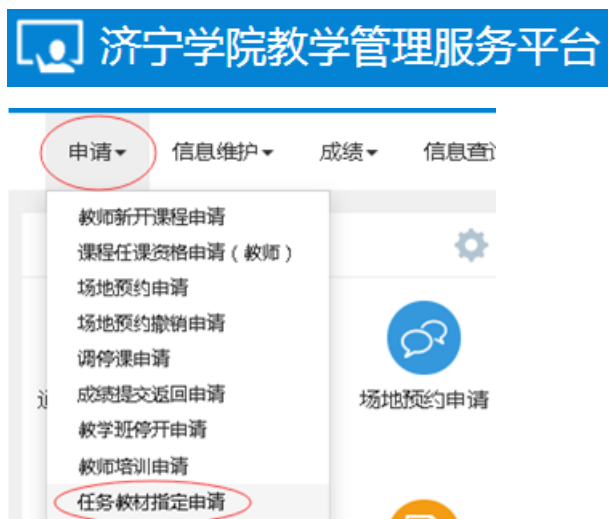 济宁学院教学管理服务平台
申请 信息维护 成绩 信息查
教师新开课程申请
课程任课资格申请（教师）
场地预约申请
场地预约撤销申请
调停课申请
成绩提交返回申请
场地预约申请
教学班停开申请
教师培训申请
任务教材指定申请